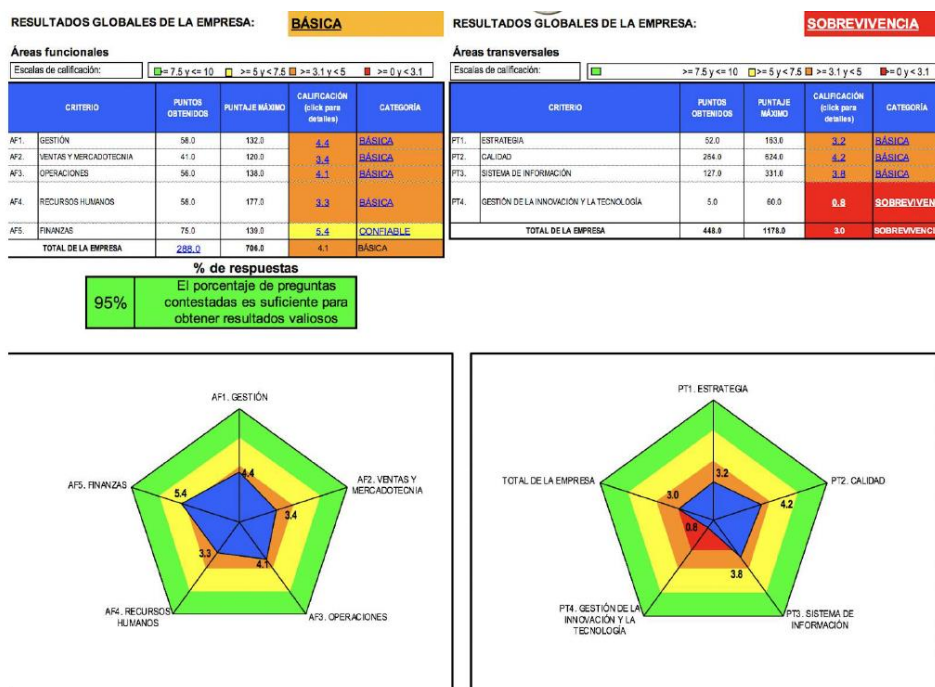 RESULTADOS GLOBALES DE LA EMPRESA: BÁSICA
Áreas funcionales
Escalas de calificación: >= 7.5 y <= 10 >= 5 y < 7.5 >= 3.1 y < 5 >= 0 y < 3.1
CRITERIO PUNTOS OBTENIDOS PUNTAJE MÁXIMO CALIFICACIÓN (click para detalles) CATEGORÍA
AF1. GESTIÓN 58.0 132.0 4.4 BÁSICA
AF2. VENTAS Y MERCADOTECNIA 41.0 120.0 3.4 BÁSICA
AF3. OPERACIONES 56.0 138.0 4.1 BÁSICA
AF4. RECURSOS HUMANOS 58.0 177.0 3.3 BÁSICA
AF5. FINANZAS 75.0 139.0 5.4 CONFIABLE
TOTAL DE LA EMPRESA 288.0 706.0 4.1 BÁSICA
% de respuestas
95% El porcentaje de preguntas
contestadas es suficiente para
obtener resultados valiosos
RESULTADOS GLOBALES DE LA EMPRESA: SOBREVIVENCIA
Áreas transversales
Escalas de calificación: >= 7.5 y <= 10 >= 5 y < 7.5 >= 3.1 y < 5 >= 0 y < 3.1
CRITERIO PUNTOS OBTENIDOS PUNTAJE MÁXIMO CALIFICACIÓN (click para detalles) CATEGORÍA
PT1. ESTRATEGIA 52.0 163.0 3.2 BÁSICA
PT2. CALIDAD 264.0 624.0 4.2 BÁSICA
PT3. SISTEMA DE INFORMACIÓN 127.0 331.0 3.8 BÁSICA
PT4. GESTIÓN DE LA INNOVACIÓN Y LA TECNOLOGÍA 5.0 60.0 0.8 SOBREVIVEN
TOTAL DE LA EMPRESA 448.0 1178.0 3.0 SOBREVIVENCI
AF1. GESTIÓN
4.4
AF5. FINANZAS
5.4
AF2. VENTAS Y
MERCADOTECNIA
3.4
3.3
4.1
AF4. RECURSOS
HUMANOS
AF3. OPERACIONES
PT1. ESTRATEGIA
3.2
TOTAL DE LA EMPRESA
3.0
PT2. CALIDAD
4.2
0.8
3.8
PT4. GESTIÓN DE LA
INNOVACIÓN Y LA
TECNOLOGÍA
PT3. SISTEMA DE
INFORMACIÓN